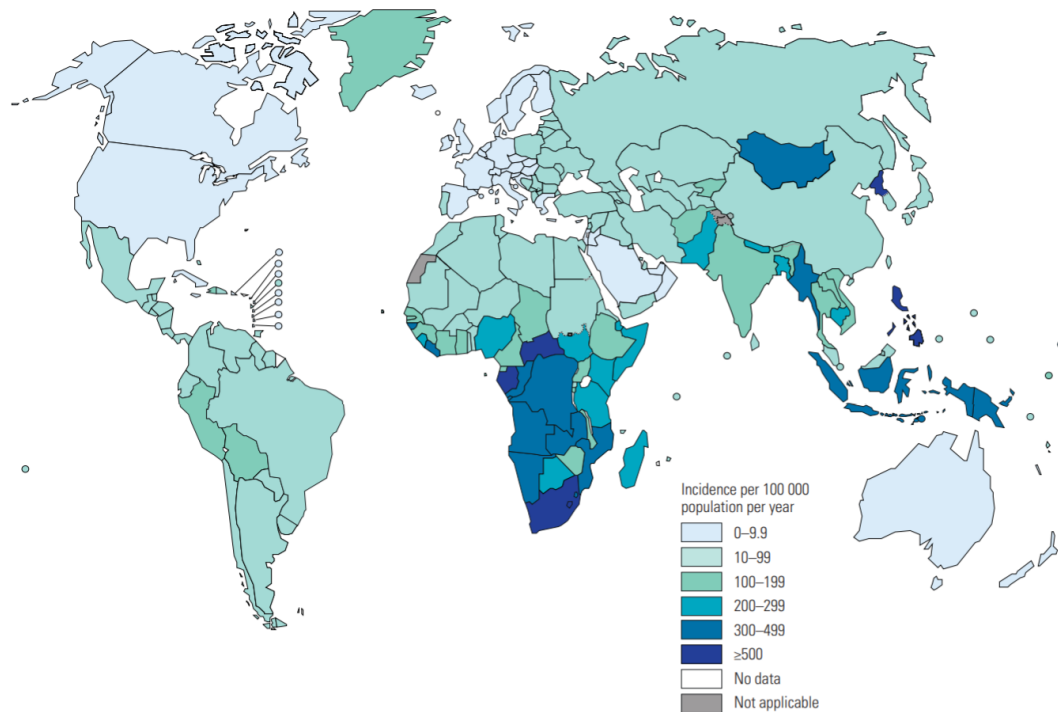 Incidence per 100 000
population per year
0–9.9
10–99
100–199
200–299
300–499
≥500
No data
Not applicable